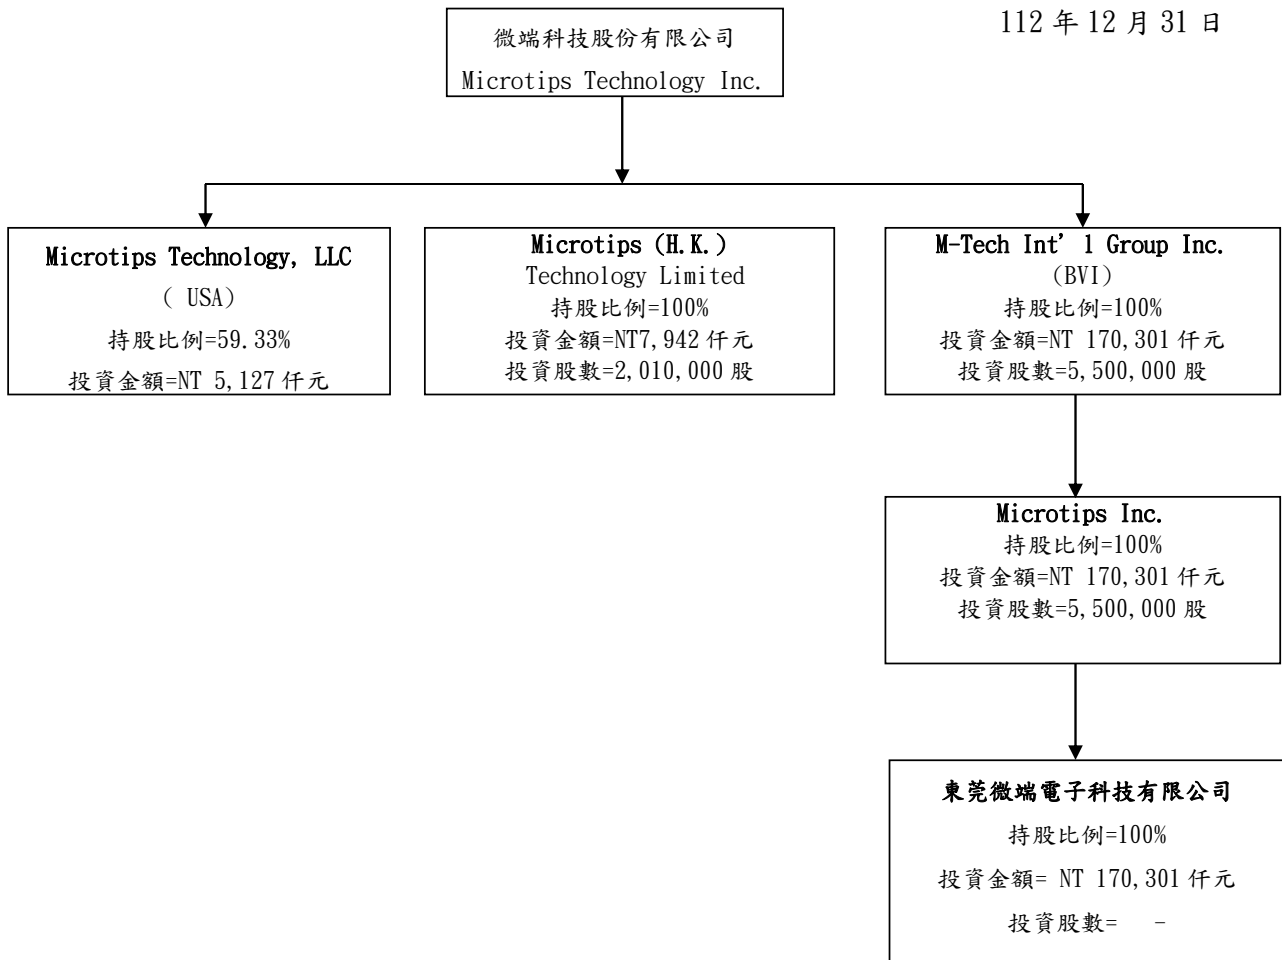 112 年 12 月 31 日
微端科技股份有限公司
Microtips Technology Inc.
Microtips Technology, LLC
( USA)
持股比例=59.33%
投資金額=NT 5,127 仟元
Microtips (H.K.)
Technology Limited
持股比例=100%
投資金額=NT7,942 仟元
投資股數=2,010,000 股
M-Tech Int' l Group Inc.
(BVI)
持股比例=100%
投資金額=NT 170,301 仟元
投資股數=5,500,000 股
Microtips Inc.
持股比例=100%
投資金額=NT 170,301 仟元
投資股數=5,500,000 股
東莞微端電子科技有限公司
持股比例=100%
投資金額= NT 170,301 仟元
投資股數= -